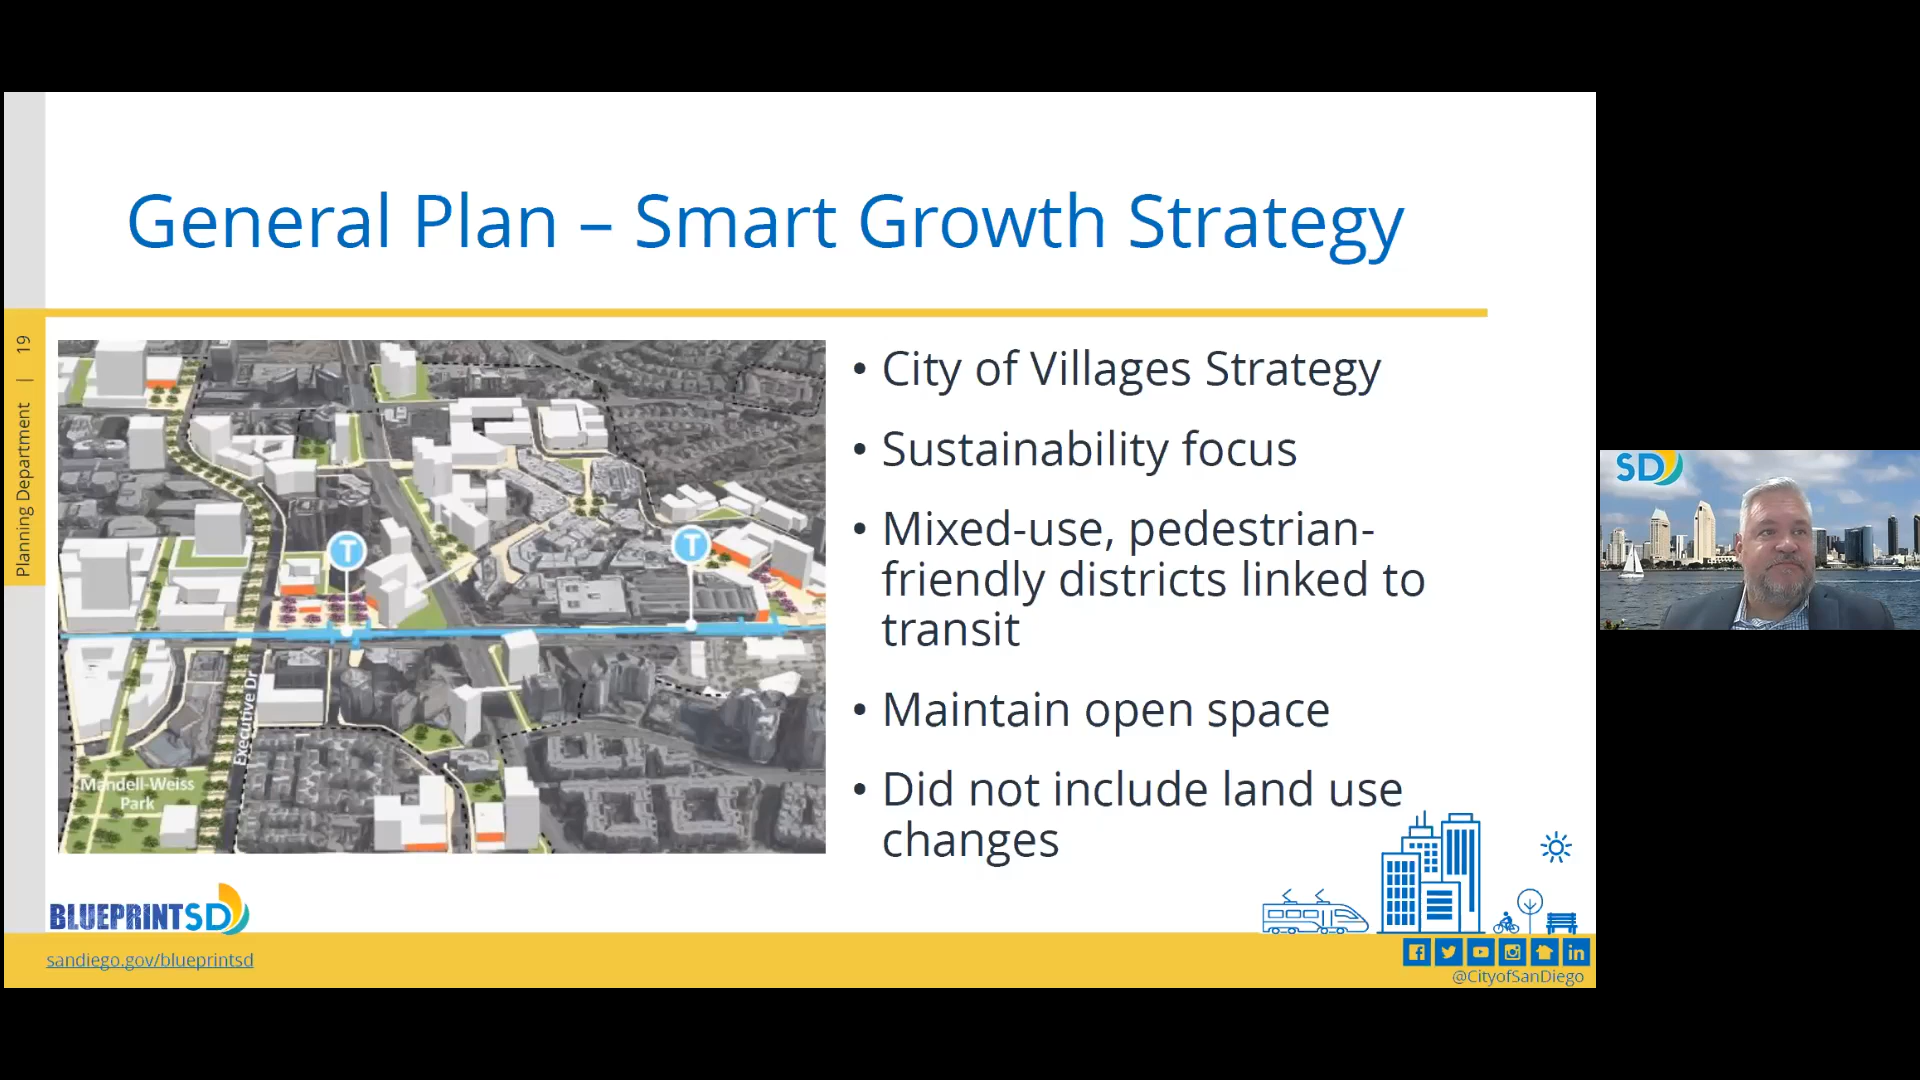 General Plan – Smart Growth Strategy
Planning Department | 19
T
T
Executive Dr
Mandell-Weiss
Park
• City of Villages Strategy
• Sustainability focus
• Mixed-use, pedestrian-
friendly districts linked to
transit
• Maintain open space
• Did not include land use
changes
SD
BLUEPRINTSD
sandiego.gov/blueprintsd
@CityofSanDiego